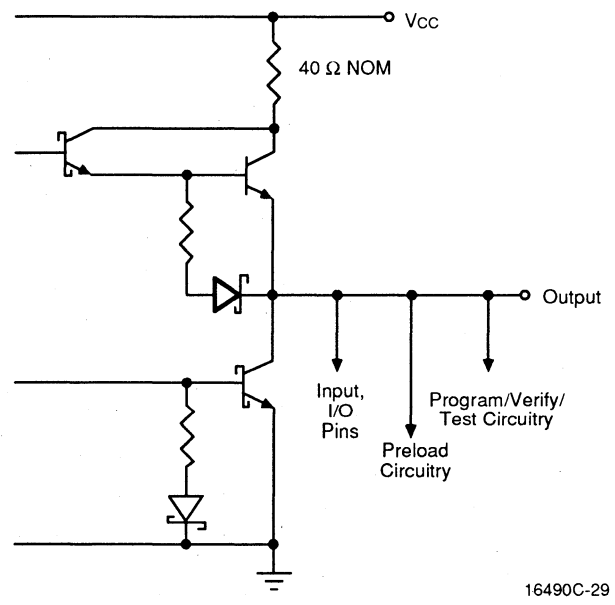 VCC
40 Ω NOM
Output
Input,
I/O
Pins
Program/Verify/
Test Circuitry
Preload
Circuitry
16490C-29